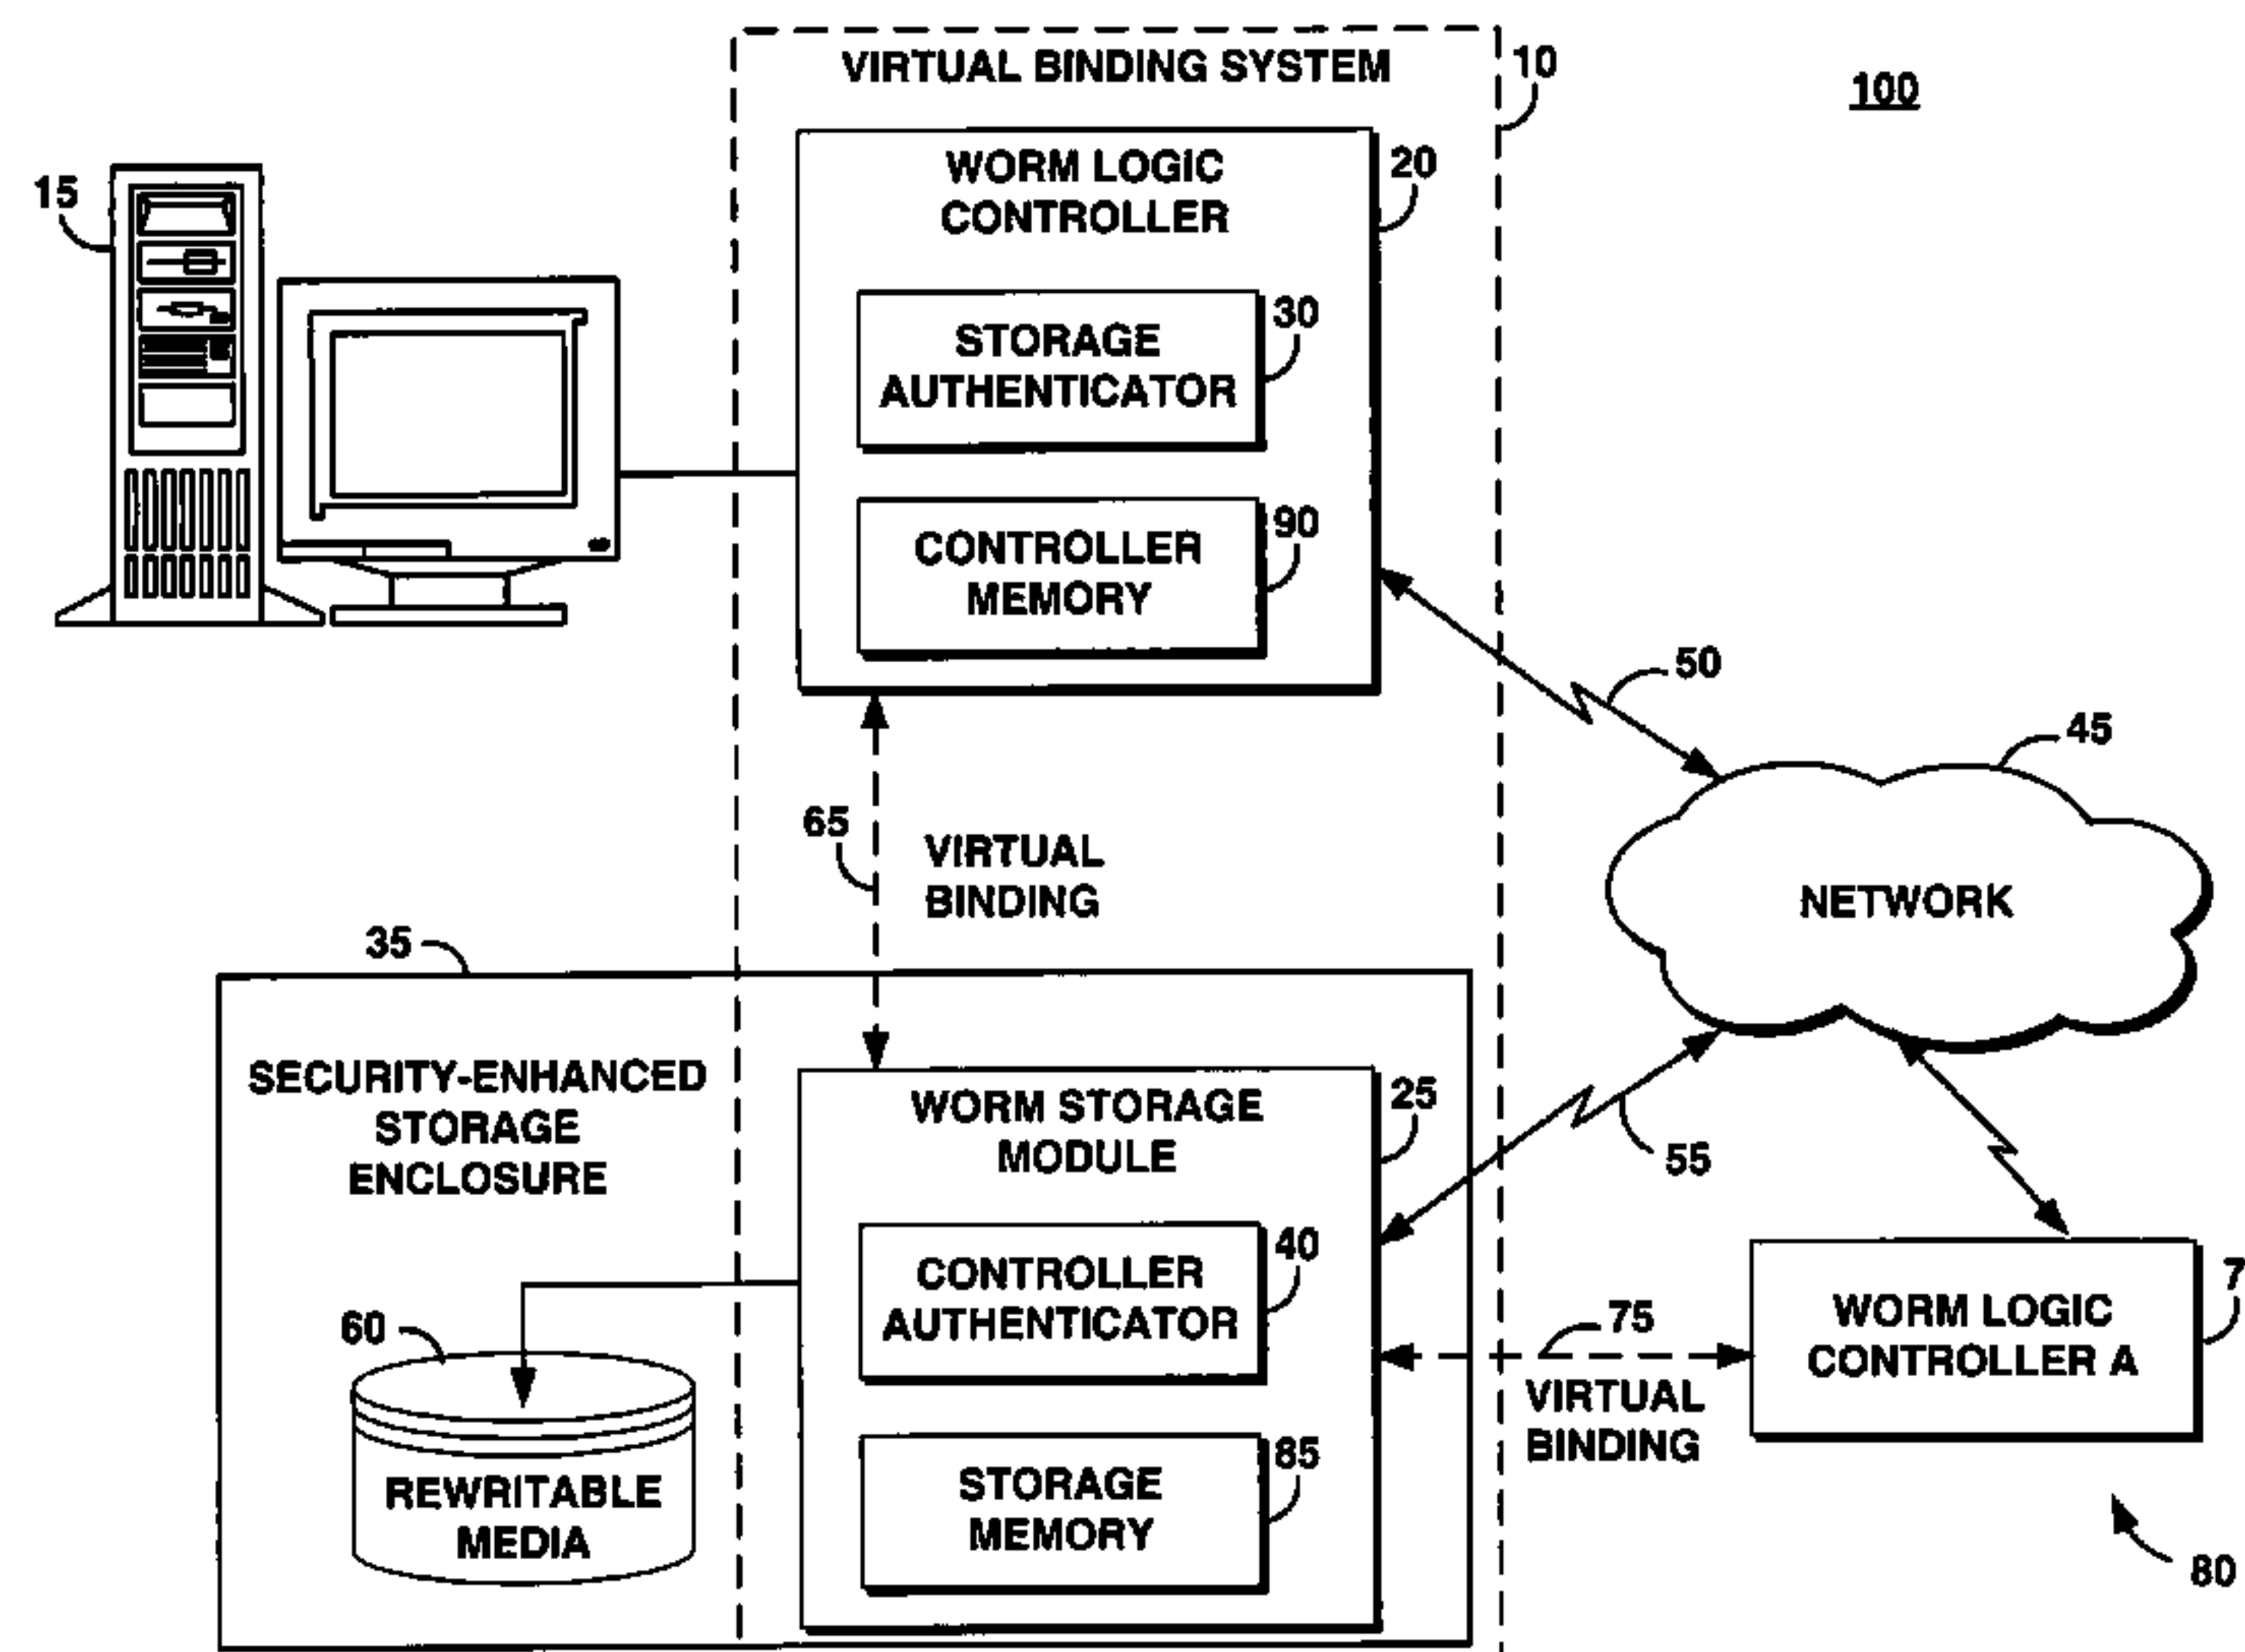 VIRTUAL BINDING SYSTEM
10
100
WORM LOGIC
CONTROLLER
20
15
STORAGE
AUTHENTICATOR
30
CONTROLLER
MEMORY
90
50
45
65
VIRTUAL
BINDING
NETWORK
35
SECURITY-ENHANCED
STORAGE
ENCLOSURE
WORM STORAGE
MODULE
25
55
CONTROLLER
AUTHENTICATOR
40
60
REWRITABLE
MEDIA
STORAGE
MEMORY
85
75
VIRTUAL
BINDING
WORM LOGIC
CONTROLLER A
7
80